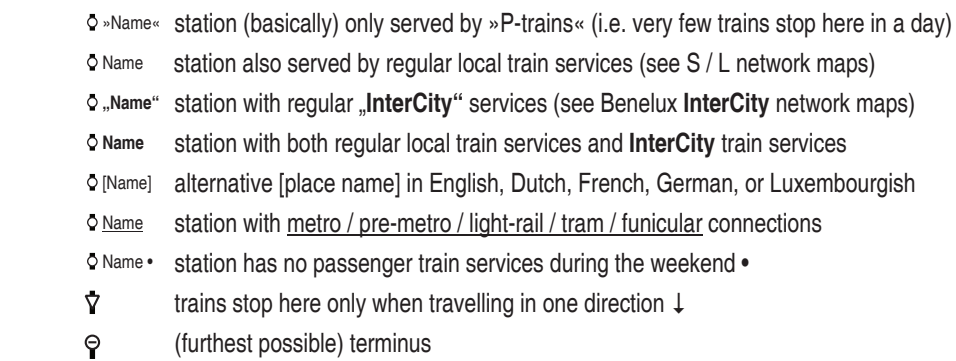 »Name« station (basically) only served by »P-trains« (i.e. very few trains stop here in a day)
Name station also served by regular local train services (see S / L network maps)
„Name“ station with regular „InterCity“ services (see Benelux InterCity network maps)
Name station with both regular local train services and InterCity train services
[Name] alternative [place name] in English, Dutch, French, German, or Luxembourgish
Name station with metro / pre-metro / light-rail / tram / funicular connections
Name • station has no passenger train services during the weekend •
trains stop here only when travelling in one direction ↓
(furthest possible) terminus